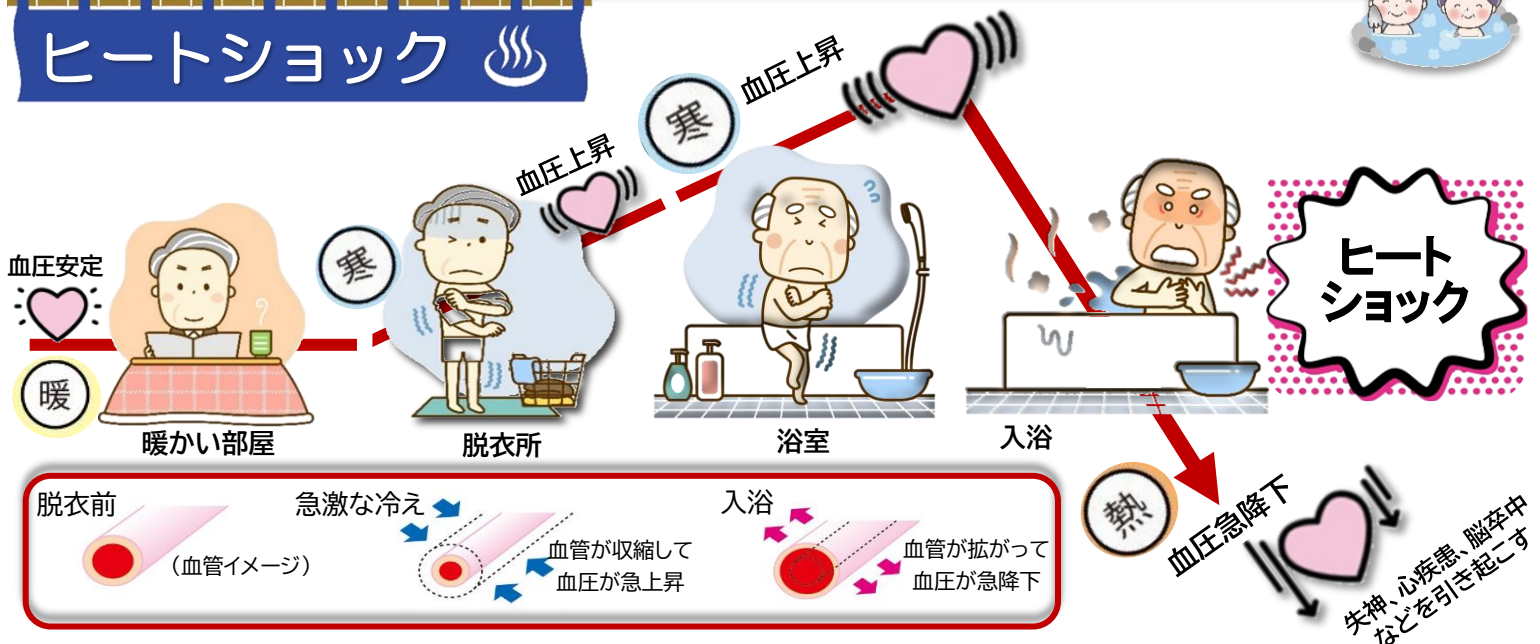 ヒートショック
血圧安定
暖
暖かい部屋
寒
血圧上昇
脱衣所
寒
血圧上昇
浴室
入浴
ヒート
ショック
熱
血圧急降下
失神、心疾患、脳卒中
などを引き起こす
脱衣前
(血管イメージ)
急激な冷え
血管が収縮して
血圧が急上昇
入浴
血管が拡がって
血圧が急降下